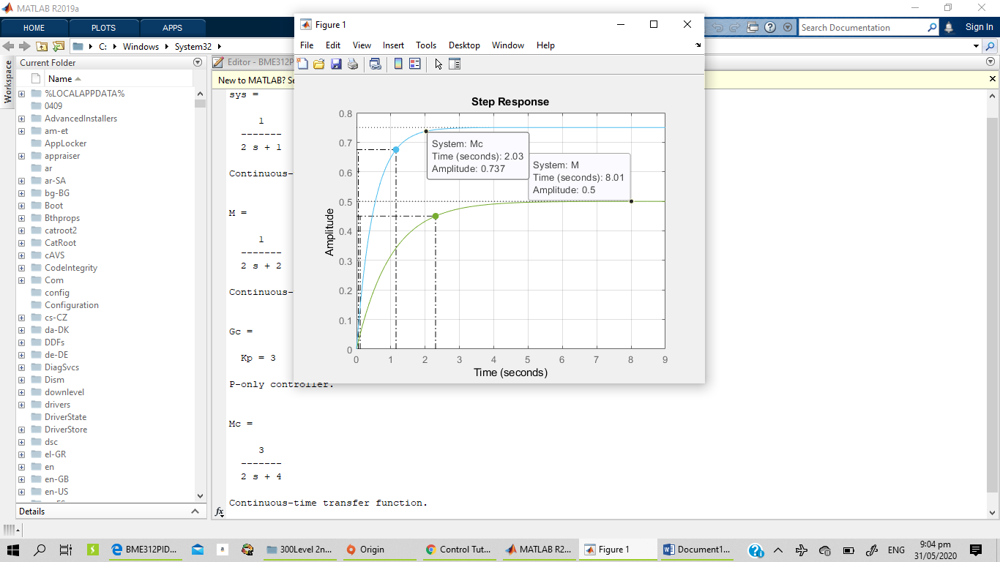 MATLAB R2019a
HOME
PLOTS
APPS
Search Documentation
Sign In
C:
Windows
System32
Current Folder
Workspace
Name
%LOCALAPPDATA%
0409
AdvancedInstallers
am-et
AppLocker
appraiser
ar
ar-SA
bg-BG
Boot
Bthprops
catroot2
CatRoot
cAVS
CodeIntegrity
Com
config
Configuration
cs-CZ
da-DK
DDFs
de-DE
DiagSvcs
Dism
downlevel
drivers
DriverState
DriverStore
dsc
el-GR
en
en-GB
en-US
Details
Editor - BME312P
New to MATLAB? Se
sys =
1
-------
2 s + 1
Continuous-
M =
1
-------
2 s + 2
Continuous-
Gc =
Kp = 3
P-only controller.
Mc =
3
-------
2 s + 4
Continuous-time transfer function.
fx
Figure 1
File Edit View Insert Tools Desktop Window Help
Step Response
Amplitude
0.8
0.7
0.6
0.5
0.4
0.3
0.2
0.1
0
System: Mc
Time (seconds): 2.03
Amplitude: 0.737
System: M
Time (seconds): 8.01
Amplitude: 0.5
0 1 2 3 4 5 6 7 8 9
Time (seconds)
BME312PID...
a
300Level 2n...
Origin
Control Tut...
MATLAB R2...
Figure 1
Document1...
ENG
9:04 pm
31/05/2020